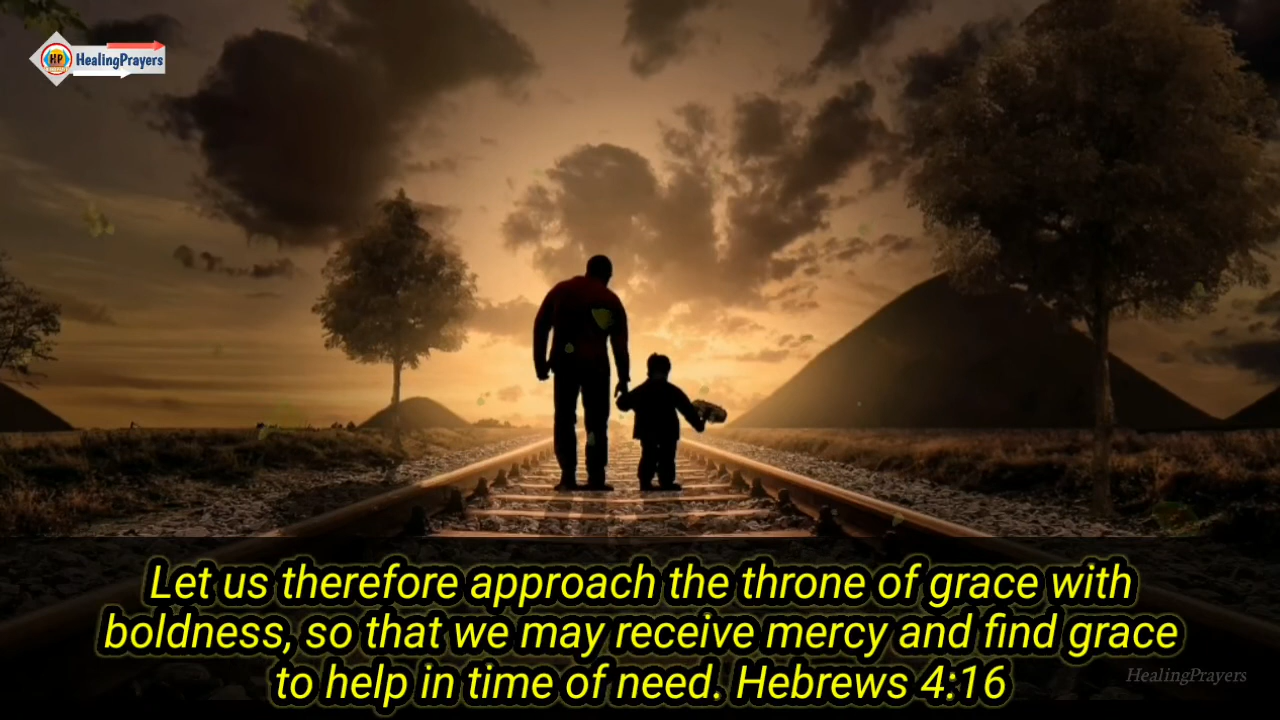 HP
HealingPrayers
Let us therefore approach the throne of grace with
boldness, so that we may receive mercy and find grace
to help in time of need. Hebrews 4:16
HealingPrayers